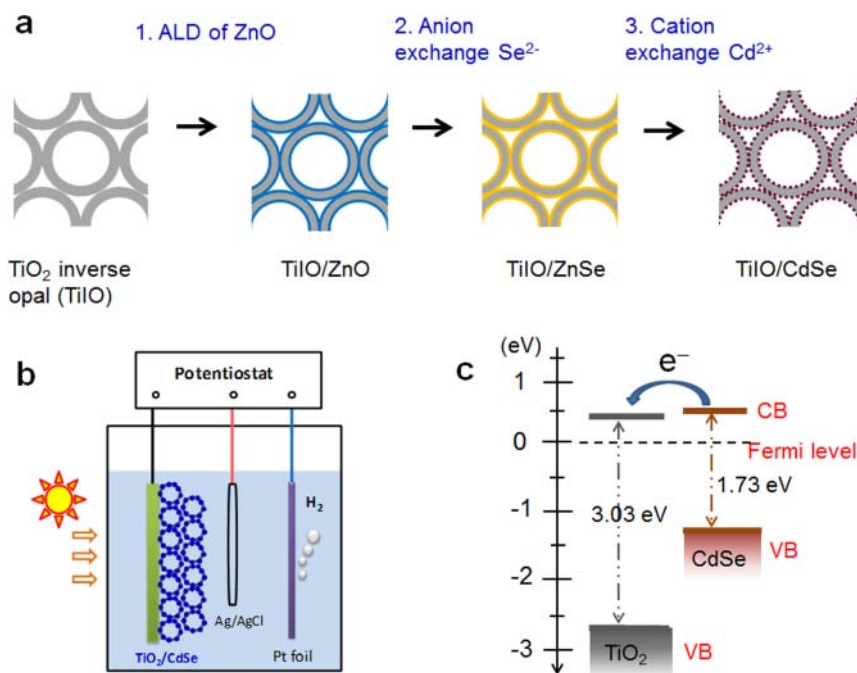 a
1. ALD of ZnO
2. Anion
exchange Se²⁻
3. Cation
exchange Cd²⁺
TiO₂ inverse
opal (TiIO)
TiIO/ZnO
TiIO/ZnSe
TiIO/CdSe
b
Potentiostat
H₂
Ag/AgCl
TiO₂/CdSe
Pt foil
c
(eV)
e⁻
1
CB
0
Fermi level
1.73 eV
-1
3.03 eV
VB
CdSe
-2
TiO₂
VB
-3